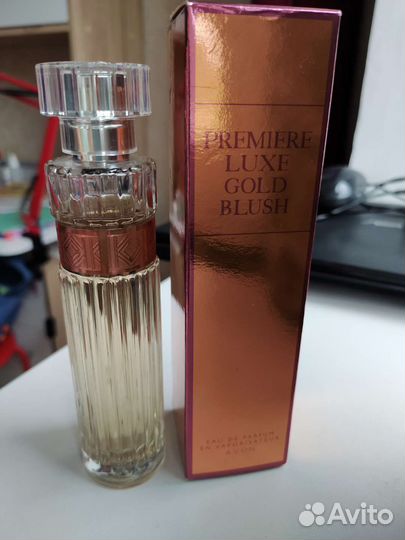 PREMIERE
LUXE
GOLD
BLUSH
EAU DE PARFUM
EN VAPORISATEUR
AVON
Avito